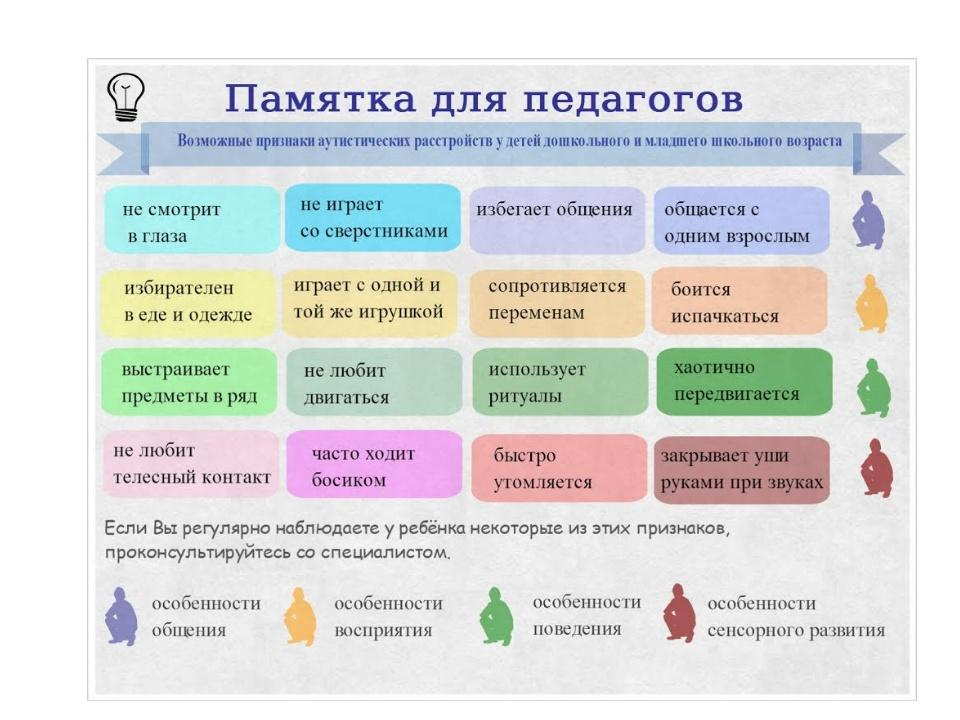 Памятка для педагогов
Возможные признаки аутистических расстройств у детей дошкольного и младшего школьного возраста
не смотрит
в глаза
не играет
со сверстниками
избегает общения
общается с
одним взрослым
избирателен
в еде и одежде
играет с одной и
той же игрушкой
сопротивляется
переменам
боится
испачкаться
выстраивает
предметы в ряд
не любит
двигаться
использует
ритуалы
хаотично
передвигается
не любит
телесный контакт
часто ходит
босиком
быстро
утомляется
закрывает уши
руками при звуках
Если Вы регулярно наблюдаете у ребёнка некоторые из этих признаков,
проконсультируйтесь со специалистом.
особенности
общения
особенности
восприятия
особенности
поведения
особенности
сенсорного развития